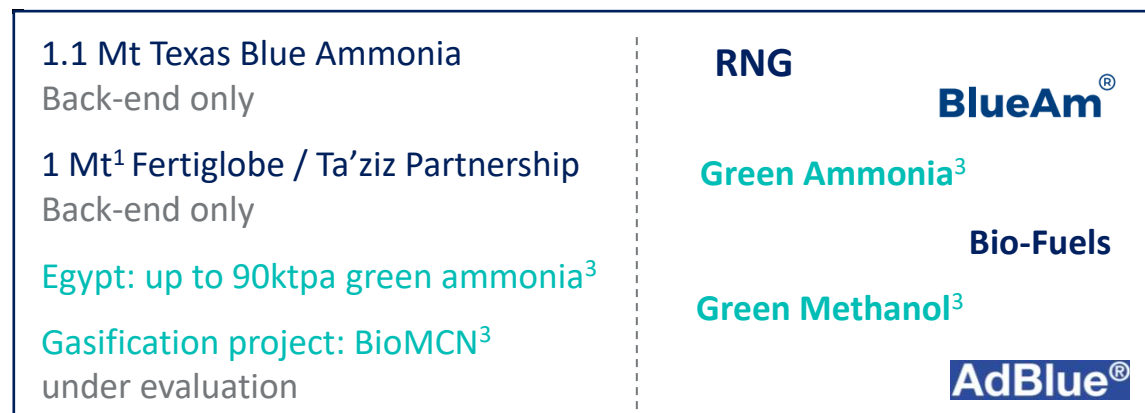 1.1 Mt Texas Blue Ammonia
Back-end only
1 Mt¹ Fertiglobe / Ta’ziz Partnership
Back-end only
Egypt: up to 90ktpa green ammonia³
Gasification project: BioMCN³
under evaluation
RNG
BlueAm®
Green Ammonia³
Bio-Fuels
Green Methanol³
AdBlue®